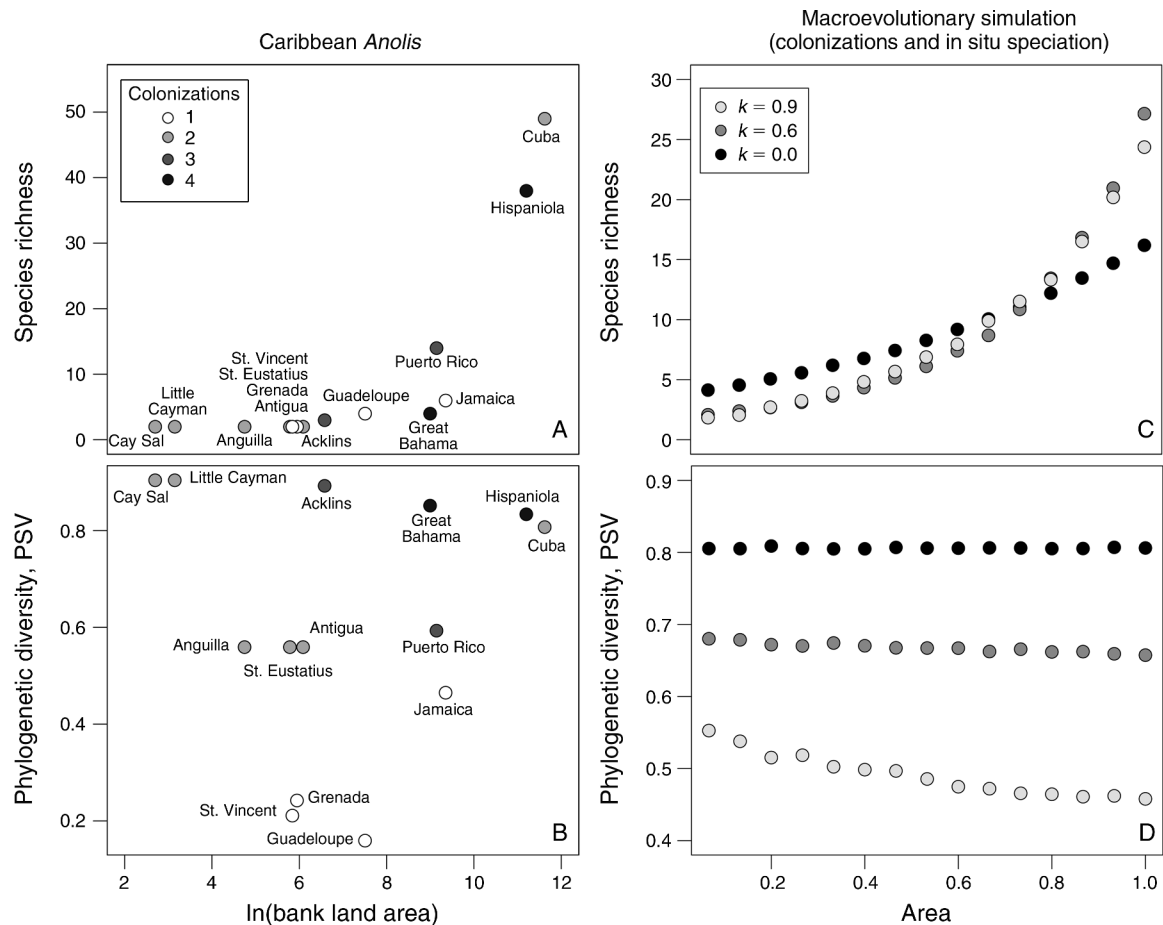 Caribbean Anolis
Macroevolutionary simulation
(colonizations and in situ speciation)
Species richness
50
40
30
20
10
0
Colonizations
1
2
3
4
Cuba
Hispaniola
Puerto Rico
St. Vincent
St. Eustatius
Grenada
Antigua
Little
Cayman
Guadeloupe
Jamaica
Cay Sal
Anguilla
Acklins
Great
Bahama
A
Species richness
30
25
20
15
10
5
0
k = 0.9
k = 0.6
k = 0.0
C
Phylogenetic diversity, PSV
0.8
0.6
0.4
0.2
Cay Sal
Little Cayman
Acklins
Great
Bahama
Hispaniola
Cuba
Anguilla
Antigua
St. Eustatius
Puerto Rico
Jamaica
Grenada
St. Vincent
Guadeloupe
B
2 4 6 8 10 12
ln(bank land area)
Phylogenetic diversity, PSV
0.9
0.8
0.7
0.6
0.5
0.4
D
0.2 0.4 0.6 0.8 1.0
Area